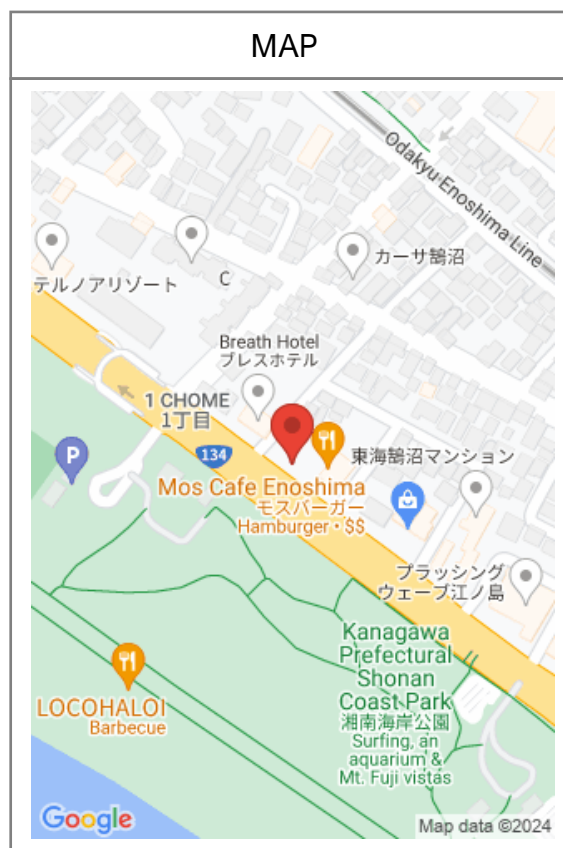 MAP
Odakyu Enoshima Line
カーサ鵠沼
テルノアリゾート
C
Breath Hotel
ブレスホテル
1 CHOME
1丁目
134
P
東海鵠沼マンション
Mos Cafe Enoshima
モスバーガー
Hamburger • $$
プラッシング
ウェーブ江ノ島
Kanagawa
Prefectural
Shonan
Coast Park
湘南海岸公園
Surfing, an
aquarium &
Mt. Fuji vistas
LOCOHALOI
Barbecue
Google
Map data ©2024